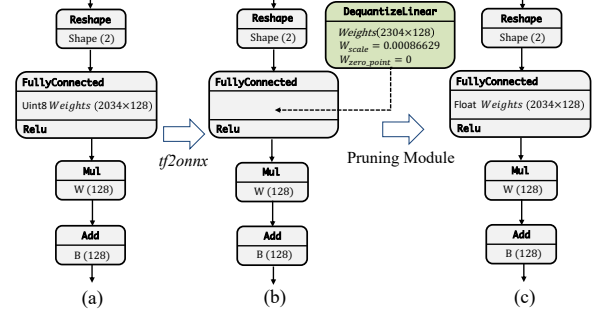 Reshape
Shape (2)
FullyConnected
Uint8 Weights (2034×128)
Relu
Mul
W (128)
Add
B (128)
(a)
tf2onnx
Reshape
Shape (2)
FullyConnected
Relu
Mul
W (128)
Add
B (128)
(b)
DequantizeLinear
Weights(2304×128)
W_scale = 0.00086629
W_zero_point = 0
Pruning Module
Reshape
Shape (2)
FullyConnected
Float Weights (2034×128)
Relu
Mul
W (128)
Add
B (128)
(c)